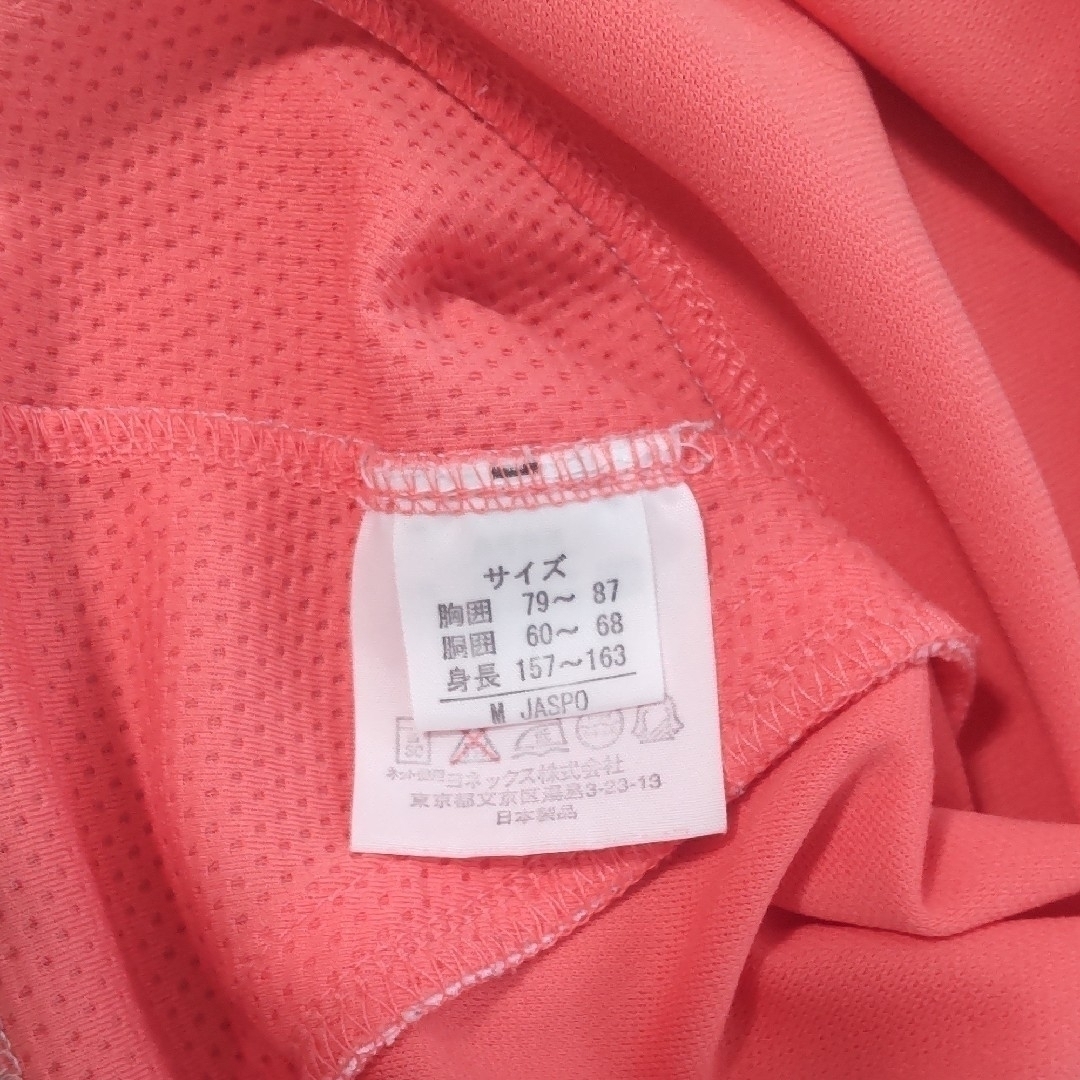 サイズ
胸囲 79～ 87
胴囲 60～ 68
身長 157～163
M JASPO
ヨネックス株式会社
東京都文京区湯島3-23-13
日本製品